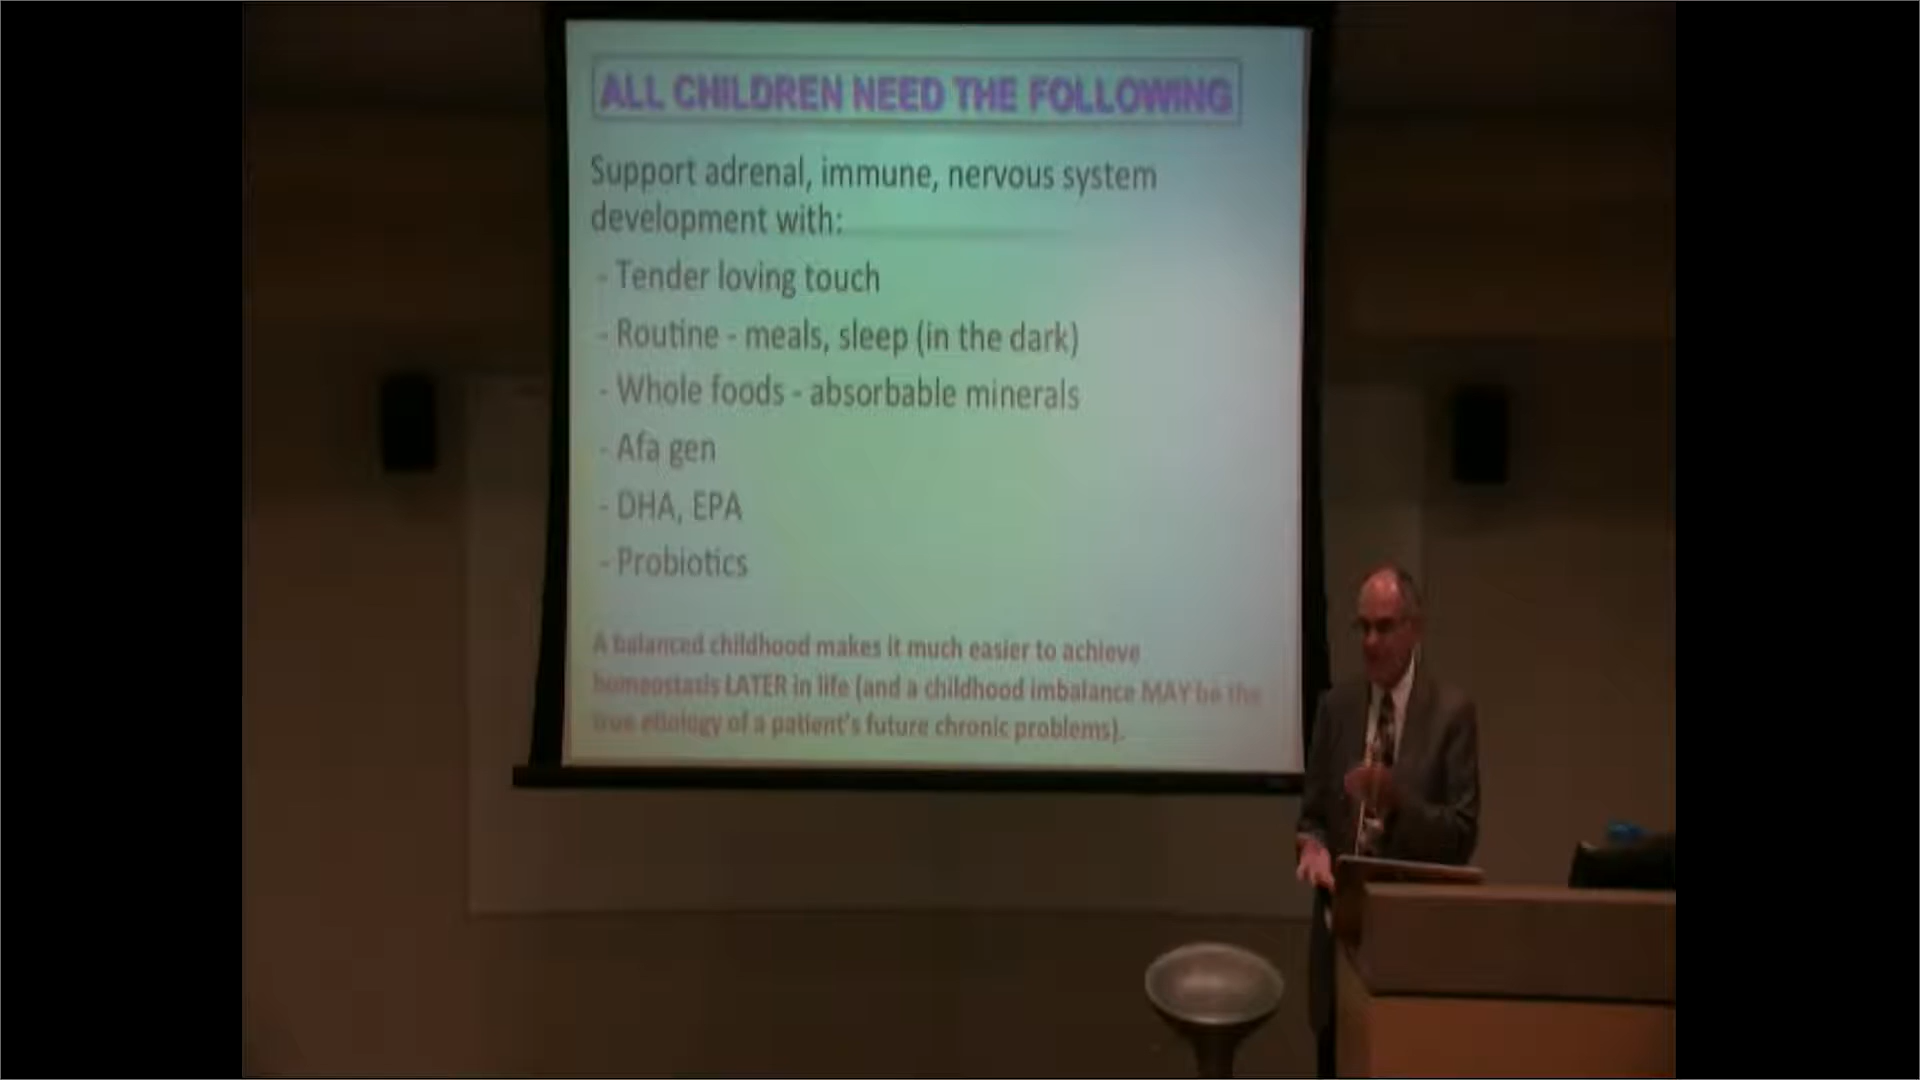 ALL CHILDREN NEED THE FOLLOWING
Support adrenal, immune, nervous system
development with:
- Tender loving touch
- Routine - meals, sleep (in the dark)
- Whole foods - absorbable minerals
- Afa gen
- DHA, EPA
- Probiotics
A balanced childhood makes it much easier to achieve
homeostasis LATER in life (and a childhood imbalance MAY be the
true etiology of a patient's future chronic problems).